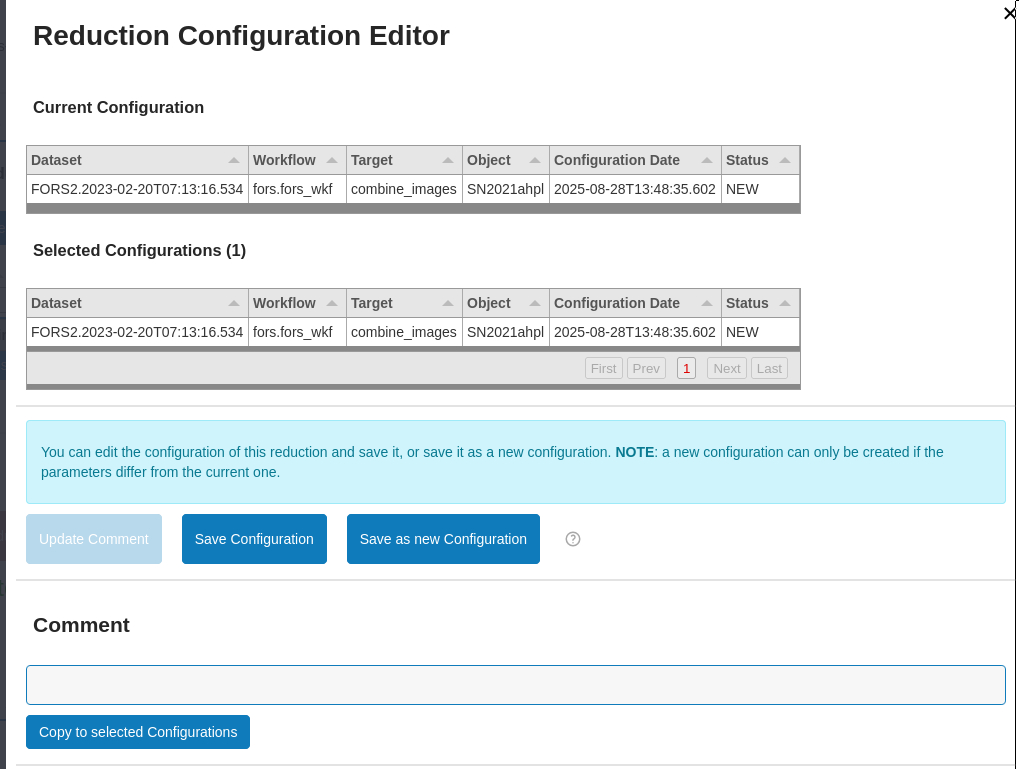 Reduction Configuration Editor
Current Configuration
Dataset Workflow Target Object Configuration Date Status
FORS2.2023-02-20T07:13:16.534 fors.fors_wkf combine_images SN2021ahpl 2025-08-28T13:48:35.602 NEW
Selected Configurations (1)
Dataset Workflow Target Object Configuration Date Status
FORS2.2023-02-20T07:13:16.534 fors.fors_wkf combine_images SN2021ahpl 2025-08-28T13:48:35.602 NEW
First Prev 1 Next Last
You can edit the configuration of this reduction and save it, or save it as a new configuration. NOTE: a new configuration can only be created if the
parameters differ from the current one.
Update Comment Save Configuration Save as new Configuration
Comment
Copy to selected Configurations